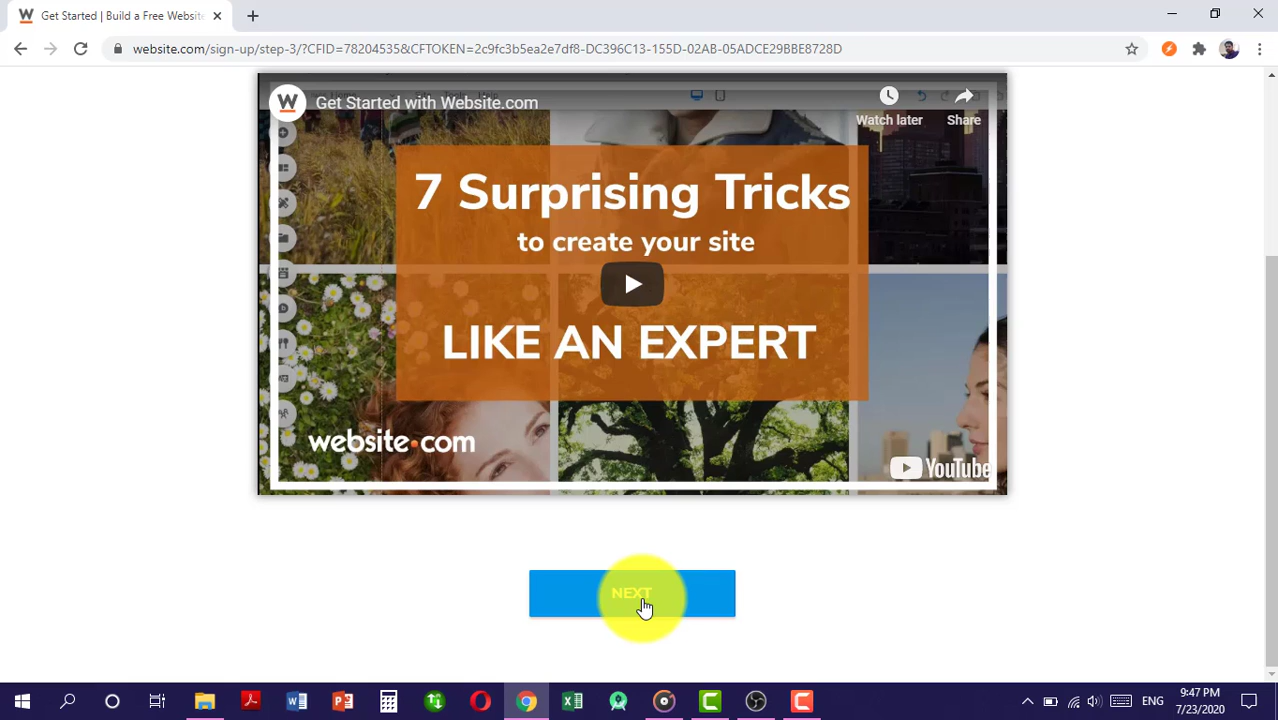 Get Started | Build a Free Website
website.com/sign-up/step-3/?CFID=78204535&CFTOKEN=2c9fc3b5ea2e7df8-DC396C13-155D-02AB-05ADCE29BBE8728D
Get Started with Website.com
Watch later
Share
7 Surprising Tricks
to create your site
LIKE AN EXPERT
website.com
YouTube
NEXT
ENG
9:47 PM
7/23/2020